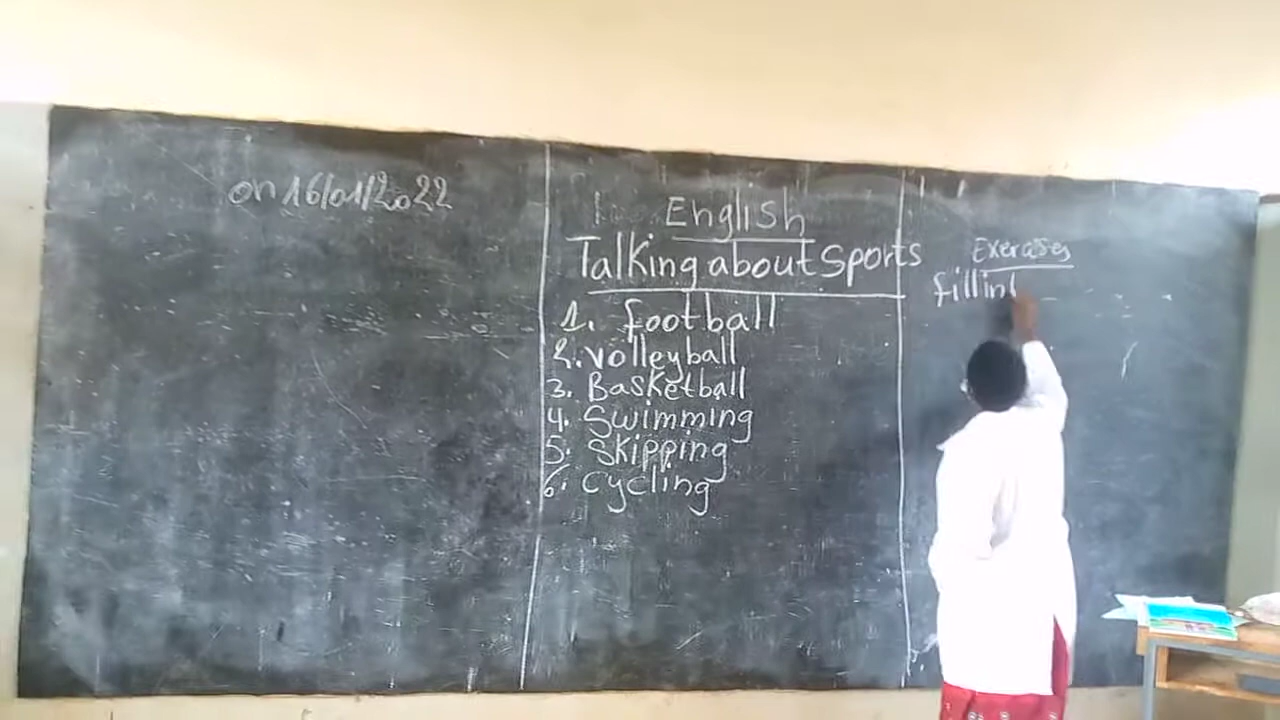 on 16/01/2022
English
Talking about Sports
1. football
2. volleyball
3. Basketball
4. Swimming
5. Skipping
6. Cycling
Exercises
fill in